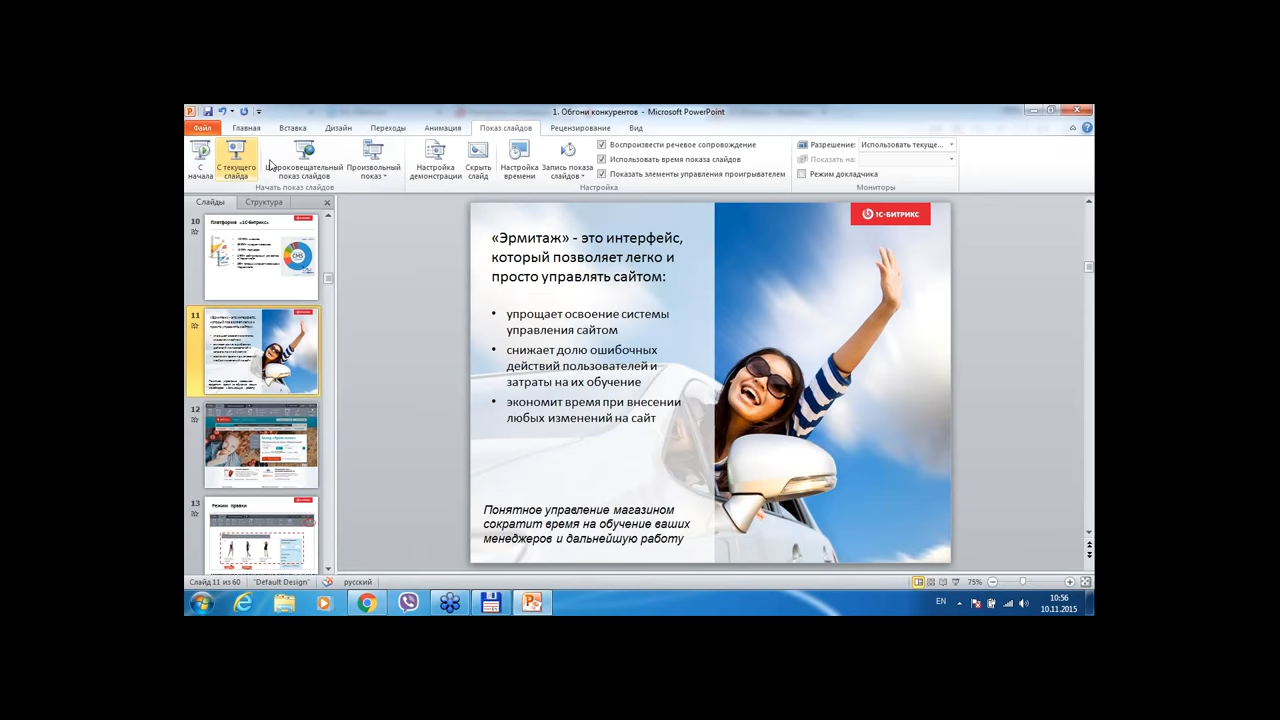 1. Обгони конкурентов - Microsoft PowerPoint
Файл
Главная
Вставка
Дизайн
Переходы
Анимация
Показ слайдов
Рецензирование
Вид
С начала
С текущего слайда
показ слайдов
Произвольный показ
Начать показ слайдов
Настройка демонстрации
Скрыть слайд
Настройка времени
Запись показа слайдов
Воспроизвести речевое сопровождение
Использовать время показа слайдов
Показать элементы управления проигрывателем
Настройка
Разрешение:
Использовать текуще...
Показать на:
Режим докладчика
Мониторы
Слайды
Структура
10
Платформа «1С-Битрикс»
11
12
13
Режим правки
1С-БИТРИКС
«Эрмитаж» - это интерфейс,
который позволяет легко и
просто управлять сайтом:
• упрощает освоение системы
управления сайтом
снижает долю ошибочных
действий пользователей и
затраты на их обучение
• экономит время при внесении
любых изменений на сайт
Понятное управление магазином
сократит время на обучение ваших
менеджеров и дальнейшую работу
Слайд 11 из 60
"Default Design"
русский
75%
EN
10:56
10.11.2015